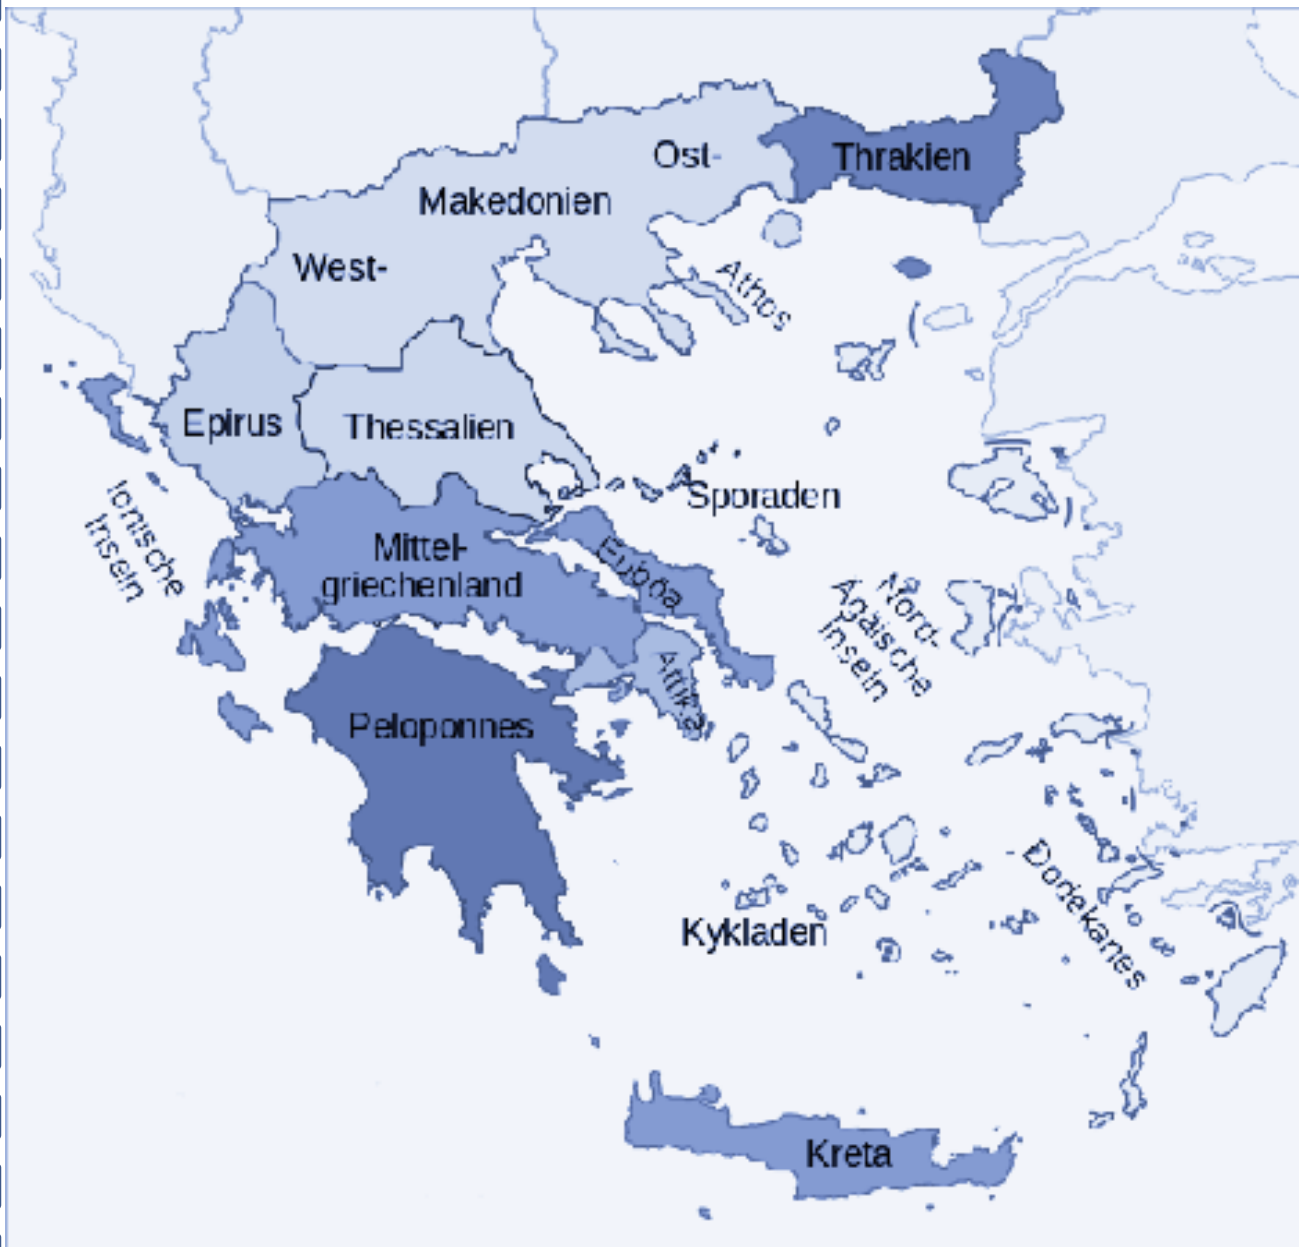 Ost-
Thrakien
Makedonien
West-
Athos
Epirus
Thessalien
Ionische
Inseln
Sporaden
Mittel-
griechenland
Euböa
Nord-
Ägäische
Inseln
Attika
Peloponnes
Dodekanes
Kykladen
Kreta